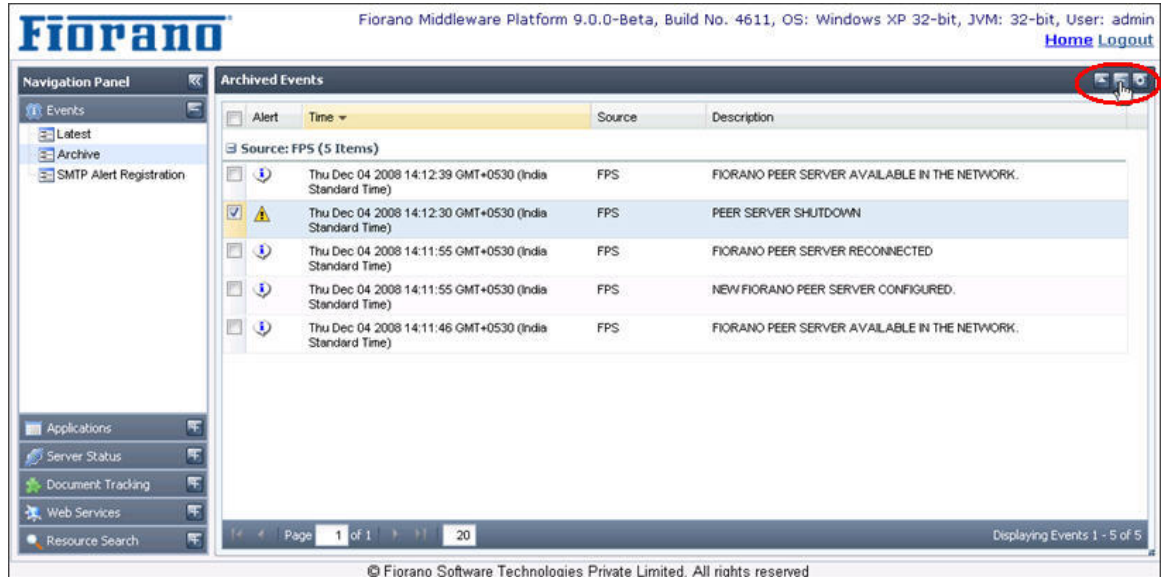 Fiorano
Fiorano Middleware Platform 9.0.0-Beta, Build No. 4611, OS: Windows XP 32-bit, JVM: 32-bit, User: admin
Home Logout
Navigation Panel
Archived Events
Events
Latest
Archive
SMTP Alert Registration
Alert Time Source Description
Source: FPS (5 Items)
Thu Dec 04 2008 14:12:39 GMT+0530 (India FPS FIORANO PEER SERVER AVAILABLE IN THE NETWORK.
Standard Time)
Thu Dec 04 2008 14:12:30 GMT+0530 (India FPS PEER SERVER SHUTDOWN
Standard Time)
Thu Dec 04 2008 14:11:55 GMT+0530 (India FPS FIORANO PEER SERVER RECONNECTED
Standard Time)
Thu Dec 04 2008 14:11:55 GMT+0530 (India FPS NEW FIORANO PEER SERVER CONFIGURED.
Standard Time)
Thu Dec 04 2008 14:11:46 GMT+0530 (India FPS FIORANO PEER SERVER AVAILABLE IN THE NETWORK.
Standard Time)
Applications
Server Status
Document Tracking
Web Services
Resource Search
Page 1 of 1 20 Displaying Events 1 - 5 of 5
© Fiorano Software Technologies Private Limited. All rights reserved